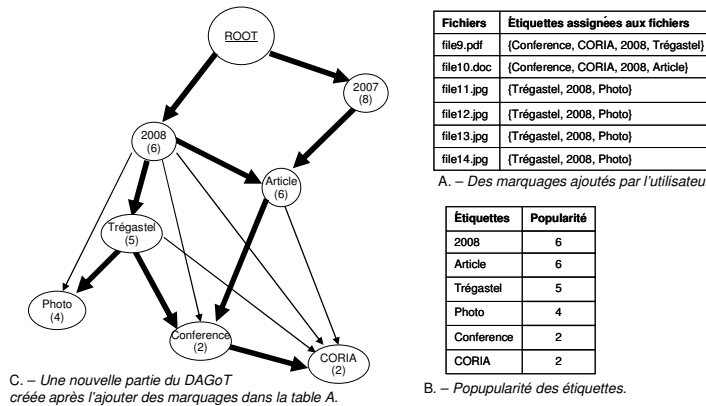 ROOT
2007
(8)
2008
(6)
Article
(6)
Trégastel
(5)
Photo
(4)
Conference
(2)
CORIA
(2)
C. – Une nouvelle partie du DAGoT
créée après l'ajouter des marquages dans la table A.
Fichiers Étiquettes assignées aux fichiers
file9.pdf {Conference, CORIA, 2008, Trégastel}
file10.doc {Conference, CORIA, 2008, Article}
file11.jpg {Trégastel, 2008, Photo}
file12.jpg {Trégastel, 2008, Photo}
file13.jpg {Trégastel, 2008, Photo}
file14.jpg {Trégastel, 2008, Photo}
A. – Des marquages ajoutés par l'utilisateu
Étiquettes Popularité
2008 6
Article 6
Trégastel 5
Photo 4
Conference 2
CORIA 2
B. – Popupularité des étiquettes.